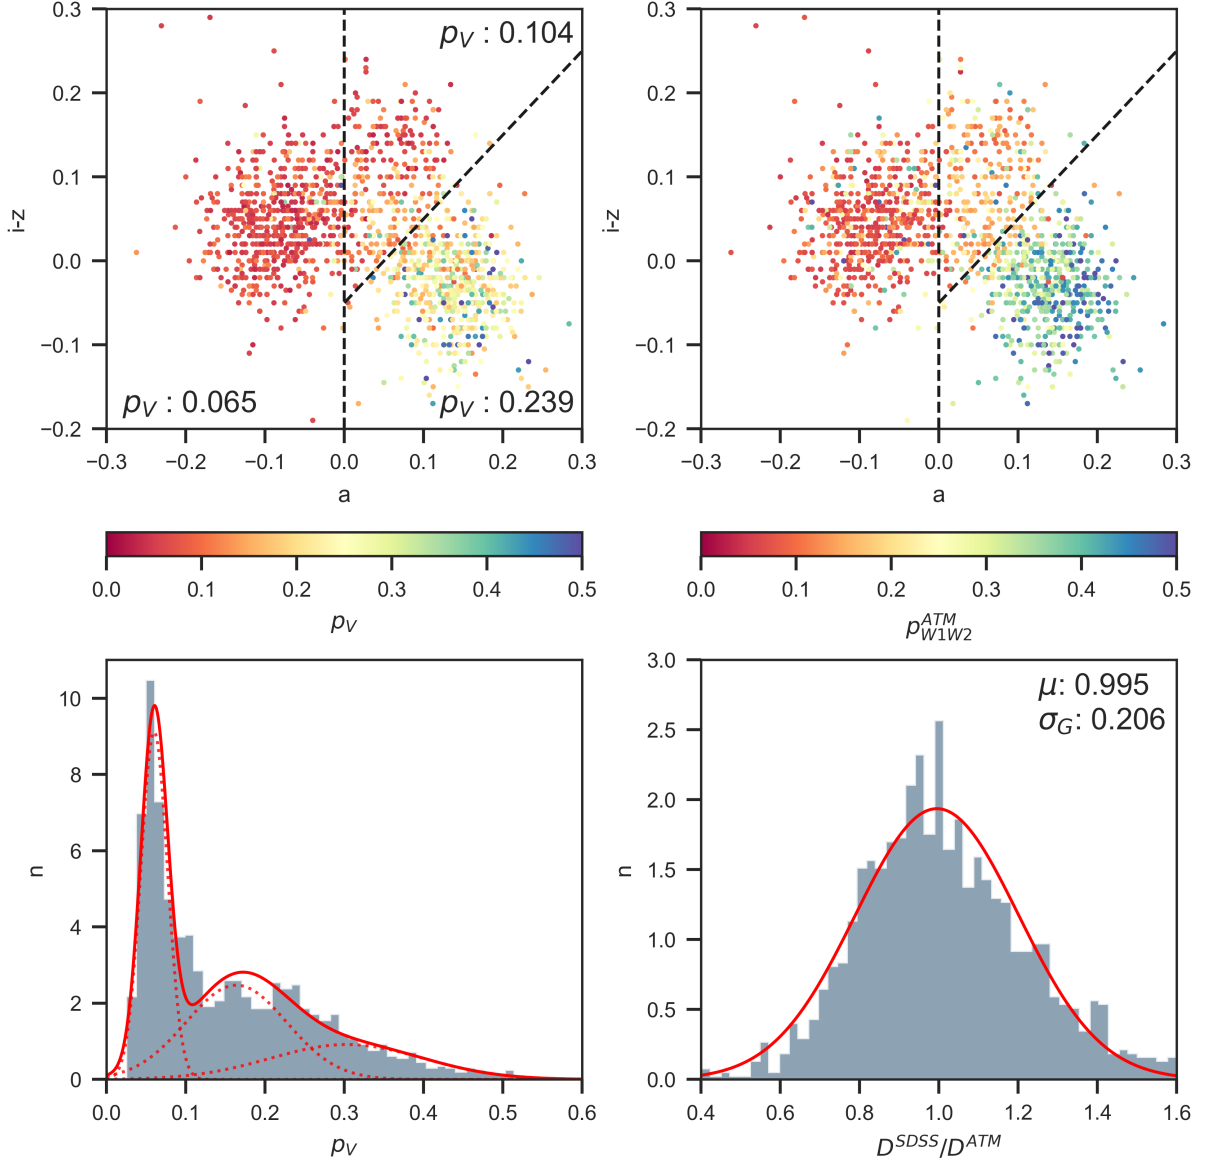 0.3
0.2
0.1
0.0
−0.1
−0.2
i-z
p_V : 0.104
p_V : 0.065
p_V : 0.239
−0.3 −0.2 −0.1 0.0 0.1 0.2 0.3
a
0.3
0.2
0.1
0.0
−0.1
−0.2
i-z
−0.3 −0.2 −0.1 0.0 0.1 0.2 0.3
a
0.0 0.1 0.2 0.3 0.4 0.5
p_V
0.0 0.1 0.2 0.3 0.4 0.5
p_{W1W2}^{ATM}
10
8
6
4
2
0
n
0.0 0.1 0.2 0.3 0.4 0.5 0.6
p_V
3.0
2.5
2.0
1.5
1.0
0.5
0.0
n
μ: 0.995
σ_G: 0.206
0.4 0.6 0.8 1.0 1.2 1.4 1.6
D^{SDSS}/D^{ATM}